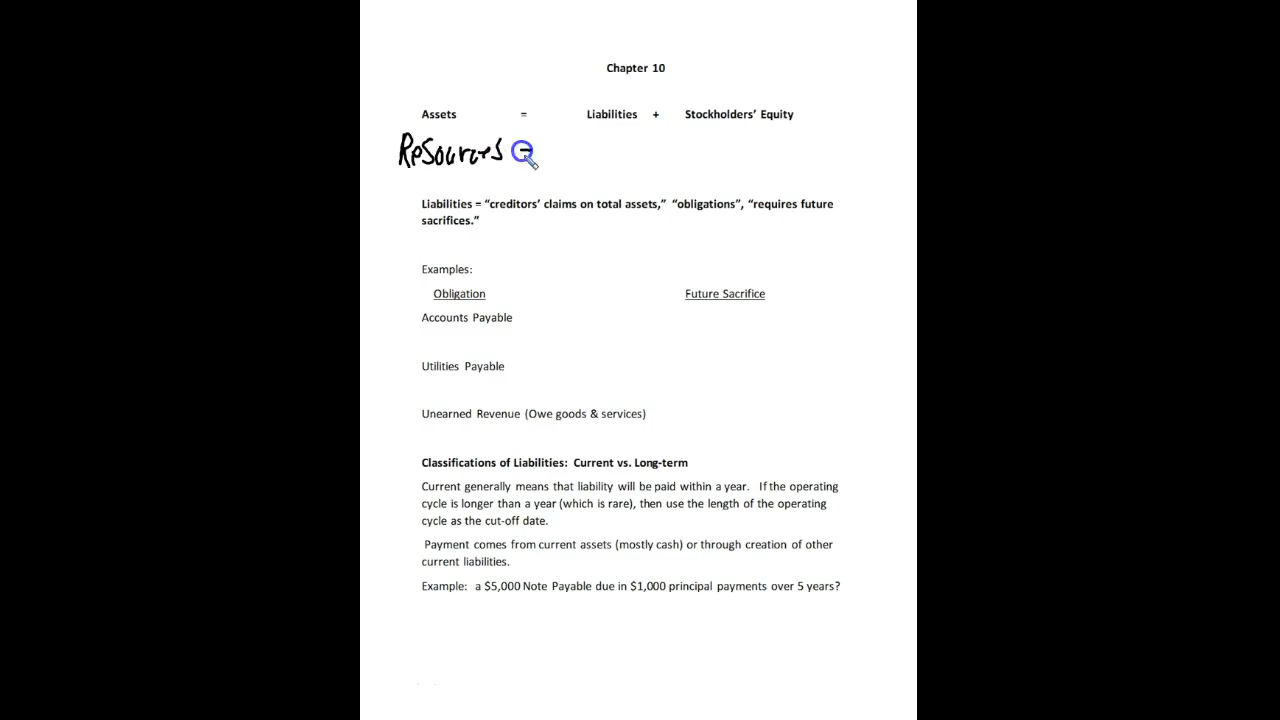 Chapter 10
Assets = Liabilities + Stockholders' Equity
Resources =
Liabilities = “creditors’ claims on total assets,” “obligations”, “requires future
sacrifices.”
Examples:
Obligation Future Sacrifice
Accounts Payable
Utilities Payable
Unearned Revenue (Owe goods & services)
Classifications of Liabilities: Current vs. Long-term
Current generally means that liability will be paid within a year. If the operating
cycle is longer than a year (which is rare), then use the length of the operating
cycle as the cut-off date.
Payment comes from current assets (mostly cash) or through creation of other
current liabilities.
Example: a $5,000 Note Payable due in $1,000 principal payments over 5 years?